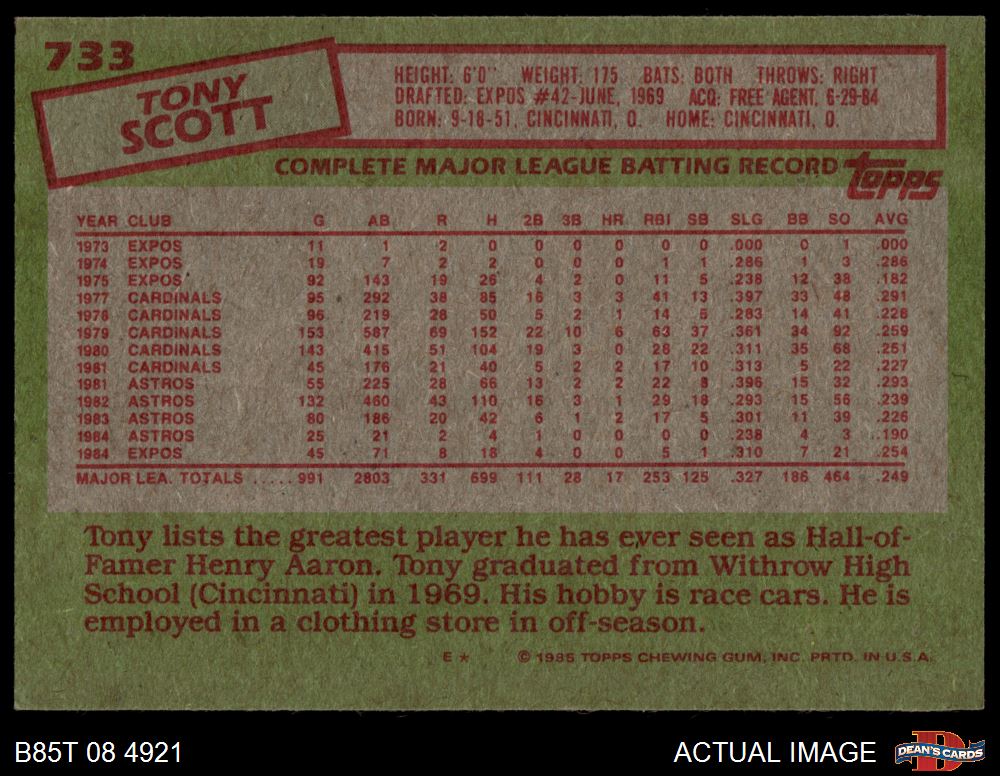 733
TONY
SCOTT
HEIGHT: 6'0" WEIGHT: 175 BATS: BOTH THROWS: RIGHT
DRAFTED: EXPOS #42-JUNE, 1969 ACQ: FREE AGENT, 6-29-84
BORN: 9-18-51, CINCINNATI, O. HOME: CINCINNATI, O.
COMPLETE MAJOR LEAGUE BATTING RECORD topps
YEAR CLUB G AB R H 2B 3B HR RBI SB SLG BB SO AVG
1973 EXPOS 11 1 2 0 0 0 0 0 0 .000 0 1 .000
1974 EXPOS 19 7 2 2 0 0 0 1 1 .286 1 3 .286
1975 EXPOS 92 143 19 26 4 2 0 11 5 .238 12 38 .182
1977 CARDINALS 95 292 38 85 16 3 3 41 13 .397 33 48 .291
1978 CARDINALS 96 219 28 50 5 2 1 14 5 .283 14 41 .228
1979 CARDINALS 153 587 69 152 22 10 6 63 37 .361 34 92 .259
1980 CARDINALS 143 415 51 104 19 3 0 28 22 .311 35 68 .251
1981 CARDINALS 45 176 21 40 5 2 2 17 10 .313 5 22 .227
1981 ASTROS 55 225 28 66 13 2 2 22 8 .396 15 32 .293
1982 ASTROS 132 460 43 110 16 3 1 29 18 .293 15 56 .239
1983 ASTROS 80 186 20 42 6 1 2 17 5 .301 11 39 .226
1984 ASTROS 25 21 2 4 1 0 0 0 0 .238 4 3 .190
1984 EXPOS 45 71 8 18 4 0 0 5 1 .310 7 21 .254
MAJOR LEA. TOTALS ..... 991 2803 331 699 111 28 17 253 125 .327 186 464 .249
Tony lists the greatest player he has ever seen as Hall-of-
Famer Henry Aaron. Tony graduated from Withrow High
School (Cincinnati) in 1969. His hobby is race cars. He is
employed in a clothing store in off-season.
E * © 1985 TOPPS CHEWING GUM, INC. PRTD. IN U.S.A.
B85T 08 4921 ACTUAL IMAGE DEAN'S CARDS